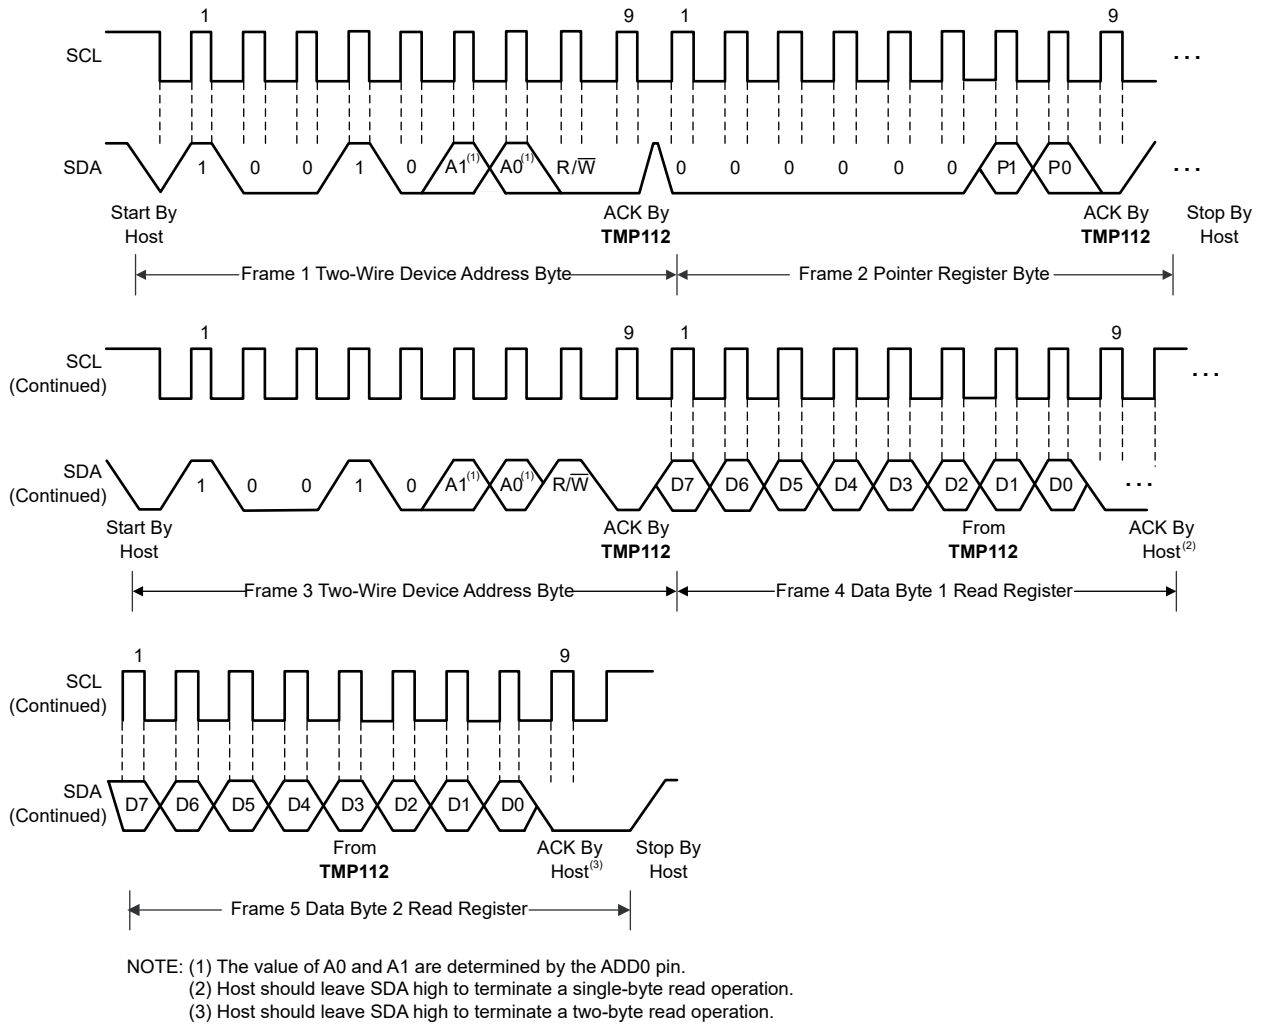 1 9 1 9
SCL ...
SDA 1 0 0 1 0 A1(1) A0(1) R/W̅ 0 0 0 0 0 0 P1 P0 ...
Start By Host
ACK By TMP112
ACK By TMP112
Stop By Host
Frame 1 Two-Wire Device Address Byte
Frame 2 Pointer Register Byte
1 9 1 9
SCL (Continued) ...
SDA (Continued) 1 0 0 1 0 A1(1) A0(1) R/W̅ D7 D6 D5 D4 D3 D2 D1 D0 ...
Start By Host
ACK By TMP112
From TMP112
ACK By Host(2)
Frame 3 Two-Wire Device Address Byte
Frame 4 Data Byte 1 Read Register
1 9
SCL (Continued)
SDA (Continued) D7 D6 D5 D4 D3 D2 D1 D0
From TMP112
ACK By Host(3)
Stop By Host
Frame 5 Data Byte 2 Read Register
NOTE: (1) The value of A0 and A1 are determined by the ADD0 pin.
(2) Host should leave SDA high to terminate a single-byte read operation.
(3) Host should leave SDA high to terminate a two-byte read operation.